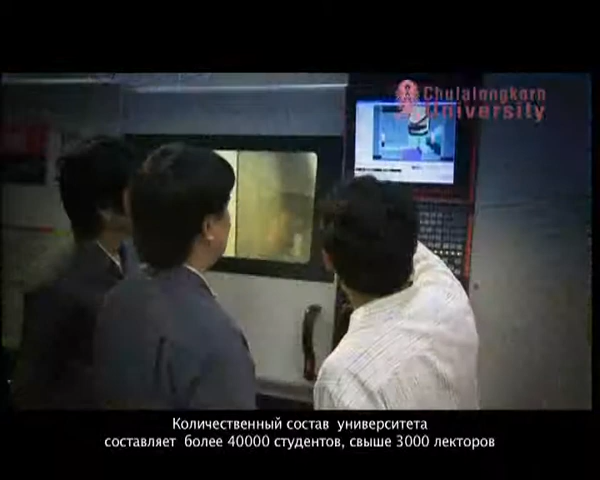 Chulalongkorn
University
Количественный состав университета
составляет более 40000 студентов, свыше 3000 лекторов